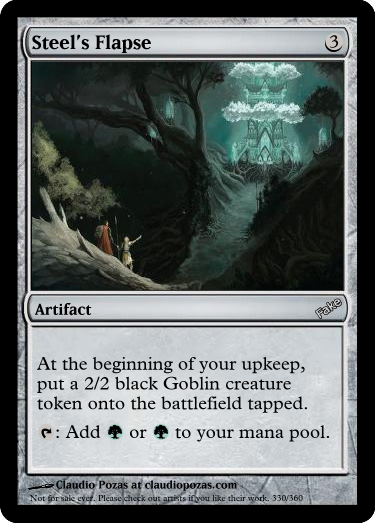 Steel's Flapse 3
Artifact Fake
At the beginning of your upkeep,
put a 2/2 black Goblin creature
token onto the battlefield tapped.
: Add or to your mana pool.
Claudio Pozas at claudiopozas.com
Not for sale ever. Please check out artists if you like their work. 330/360